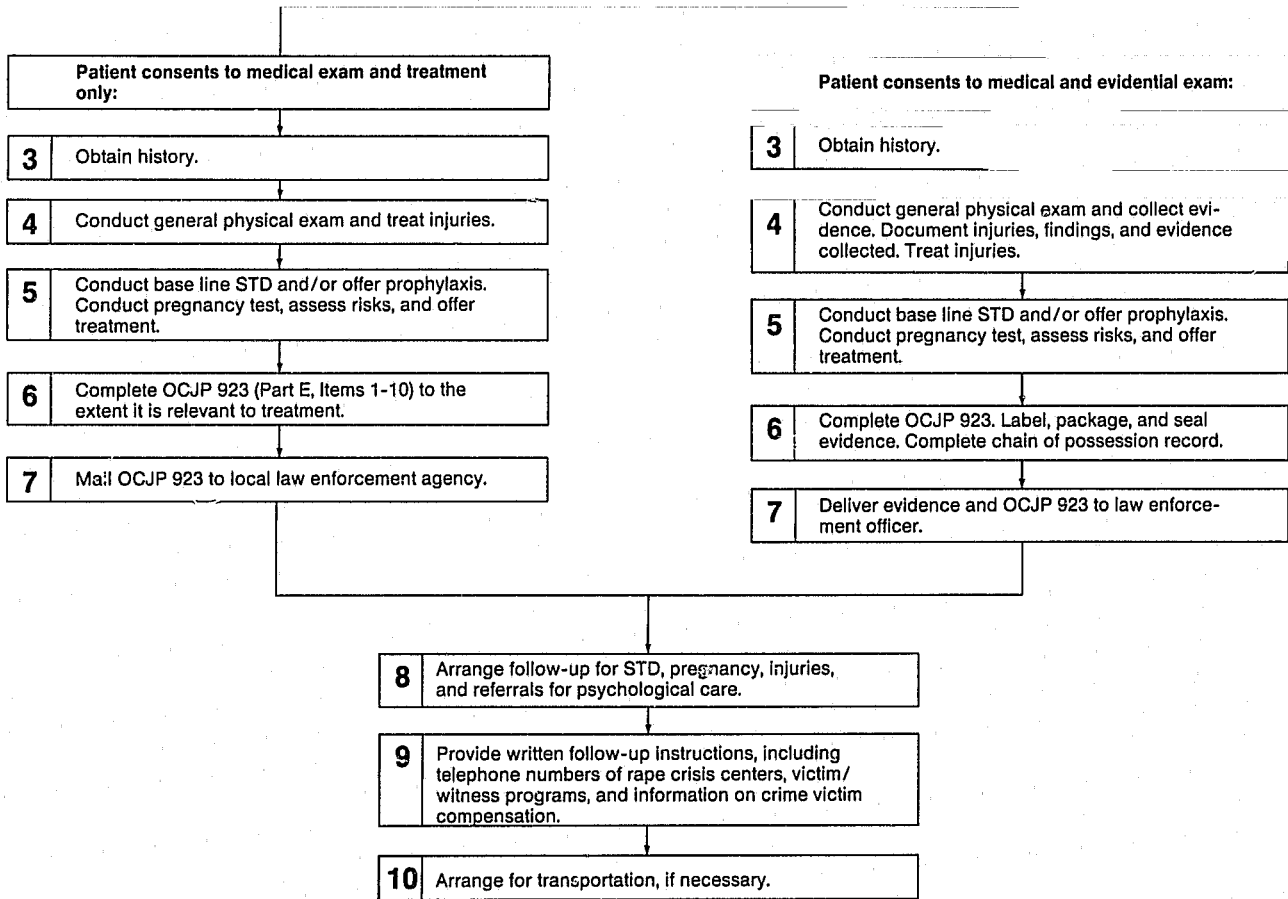 Patient consents to medical exam and treatment
only:
3 Obtain history.
4 Conduct general physical exam and treat injuries.
5 Conduct base line STD and/or offer prophylaxis.
Conduct pregnancy test, assess risks, and offer
treatment.
6 Complete OCJP 923 (Part E, Items 1-10) to the
extent it is relevant to treatment.
7 Mail OCJP 923 to local law enforcement agency.
Patient consents to medical and evidential exam:
3 Obtain history.
4 Conduct general physical exam and collect evi-
dence. Document injuries, findings, and evidence
collected. Treat injuries.
5 Conduct base line STD and/or offer prophylaxis.
Conduct pregnancy test, assess risks, and offer
treatment.
6 Complete OCJP 923. Label, package, and seal
evidence. Complete chain of possession record.
7 Deliver evidence and OCJP 923 to law enforce-
ment officer.
8 Arrange follow-up for STD, pregnancy, injuries,
and referrals for psychological care.
9 Provide written follow-up instructions, including
telephone numbers of rape crisis centers, victim/
witness programs, and information on crime victim
compensation.
10 Arrange for transportation, if necessary.